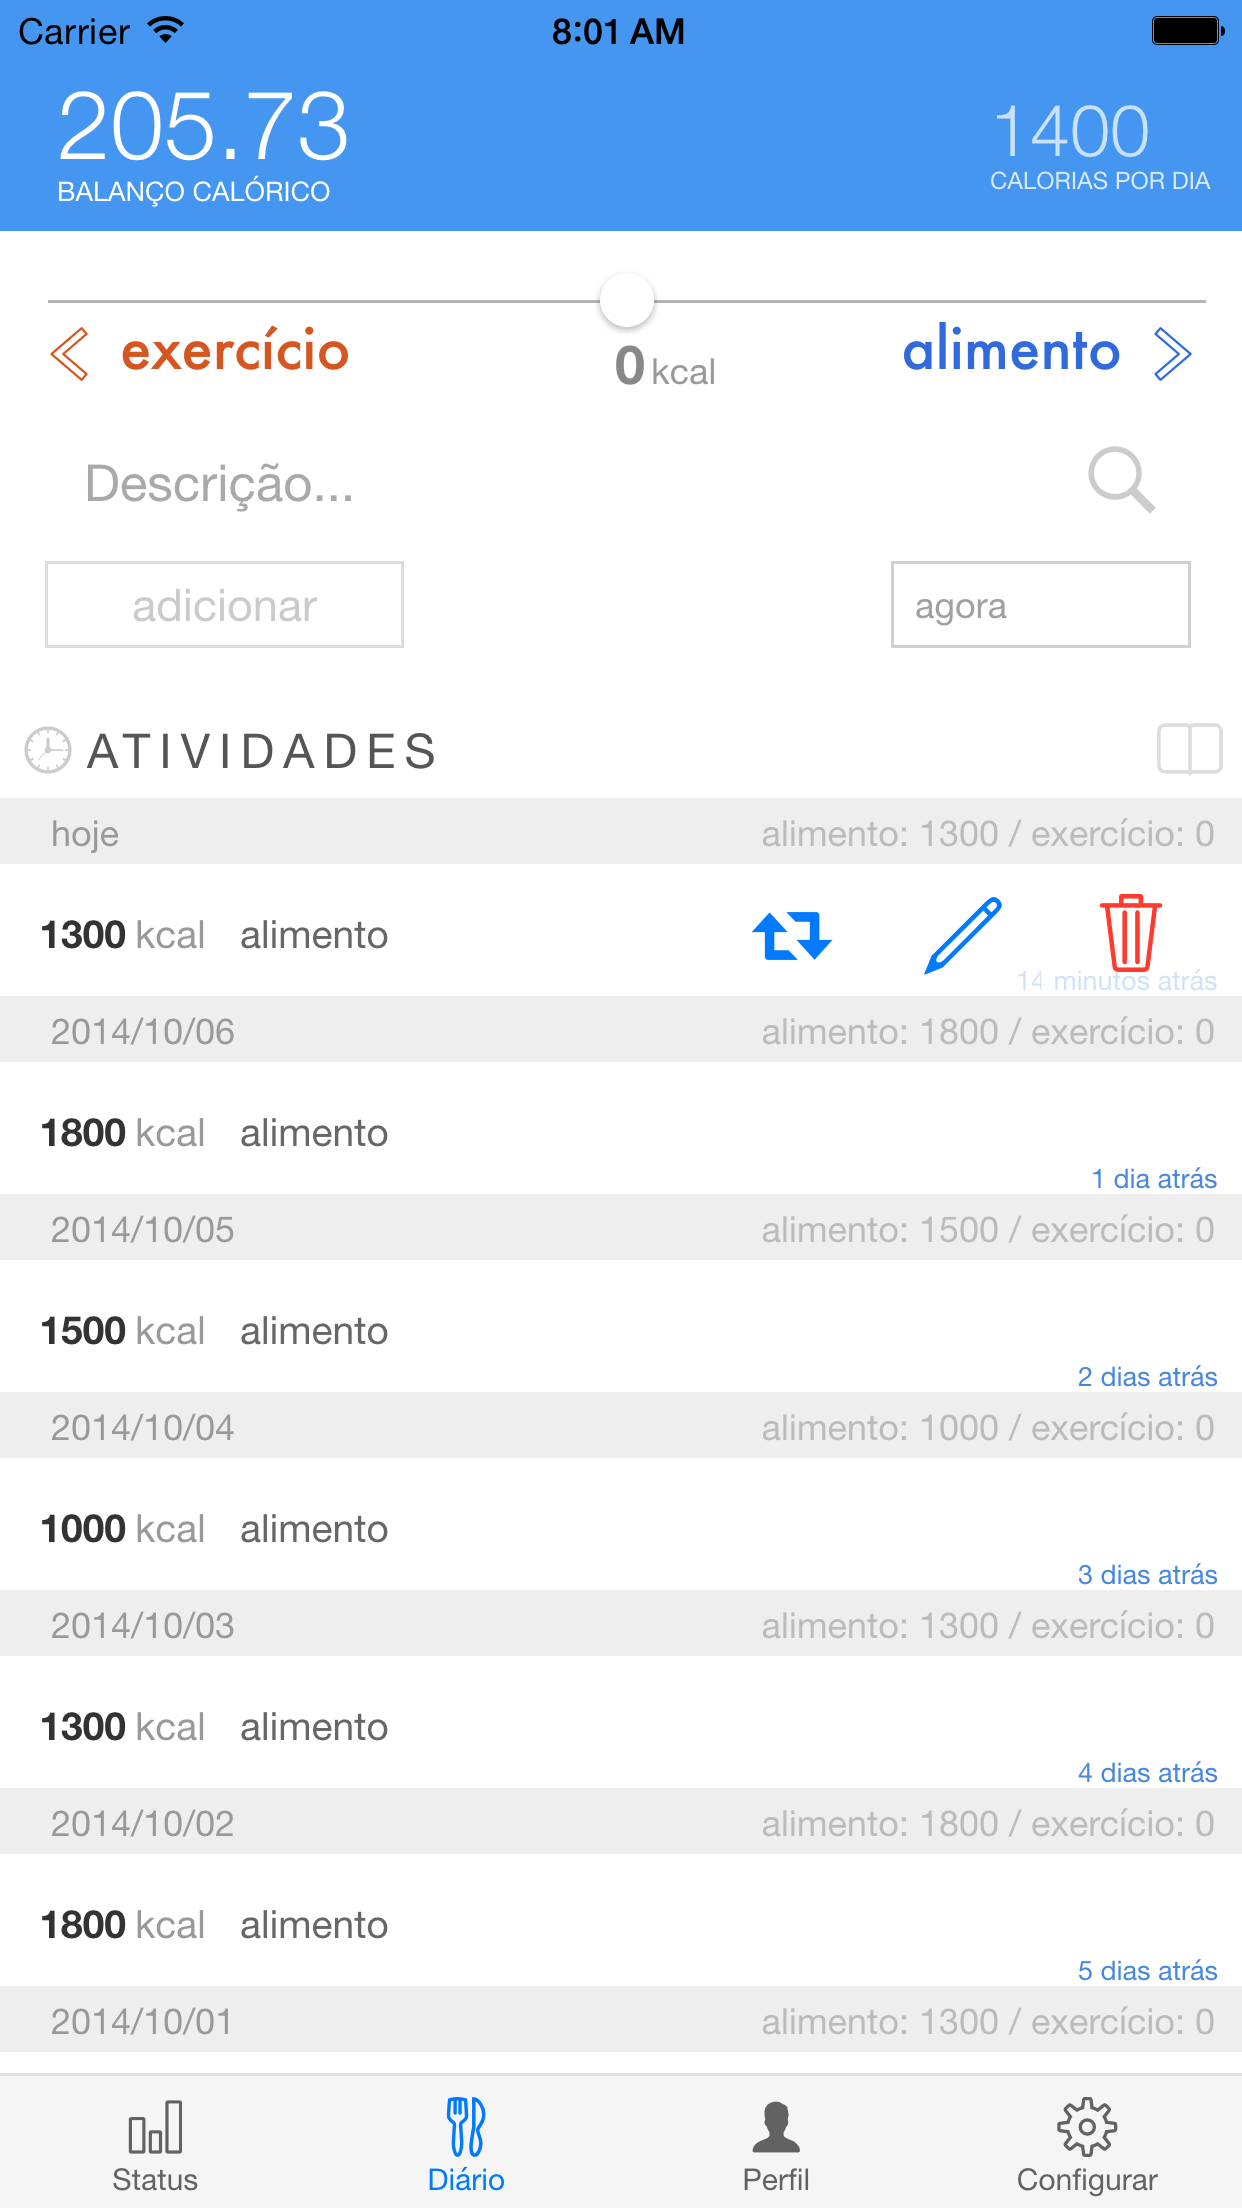 Carrier 8:01 AM
205.73 1400
BALANÇO CALÓRICO CALORIAS POR DIA
exercício 0 kcal alimento
Descrição...
adicionar agora
ATIVIDADES
hoje alimento: 1300 / exercício: 0
1300 kcal alimento
14 minutos atrás
2014/10/06 alimento: 1800 / exercício: 0
1800 kcal alimento
1 dia atrás
2014/10/05 alimento: 1500 / exercício: 0
1500 kcal alimento
2 dias atrás
2014/10/04 alimento: 1000 / exercício: 0
1000 kcal alimento
3 dias atrás
2014/10/03 alimento: 1300 / exercício: 0
1300 kcal alimento
4 dias atrás
2014/10/02 alimento: 1800 / exercício: 0
1800 kcal alimento
5 dias atrás
2014/10/01 alimento: 1300 / exercício: 0
Status Diário Perfil Configurar